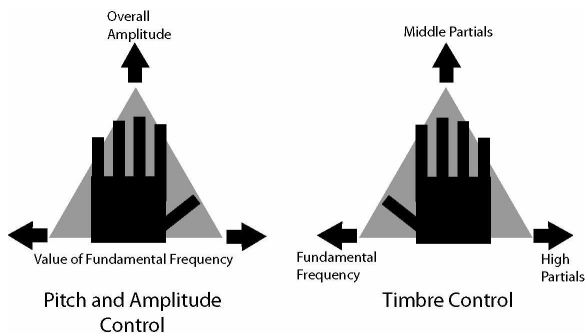 Overall
Amplitude
Value of Fundamental Frequency
Pitch and Amplitude
Control
Middle Partials
Fundamental
Frequency
High
Partials
Timbre Control